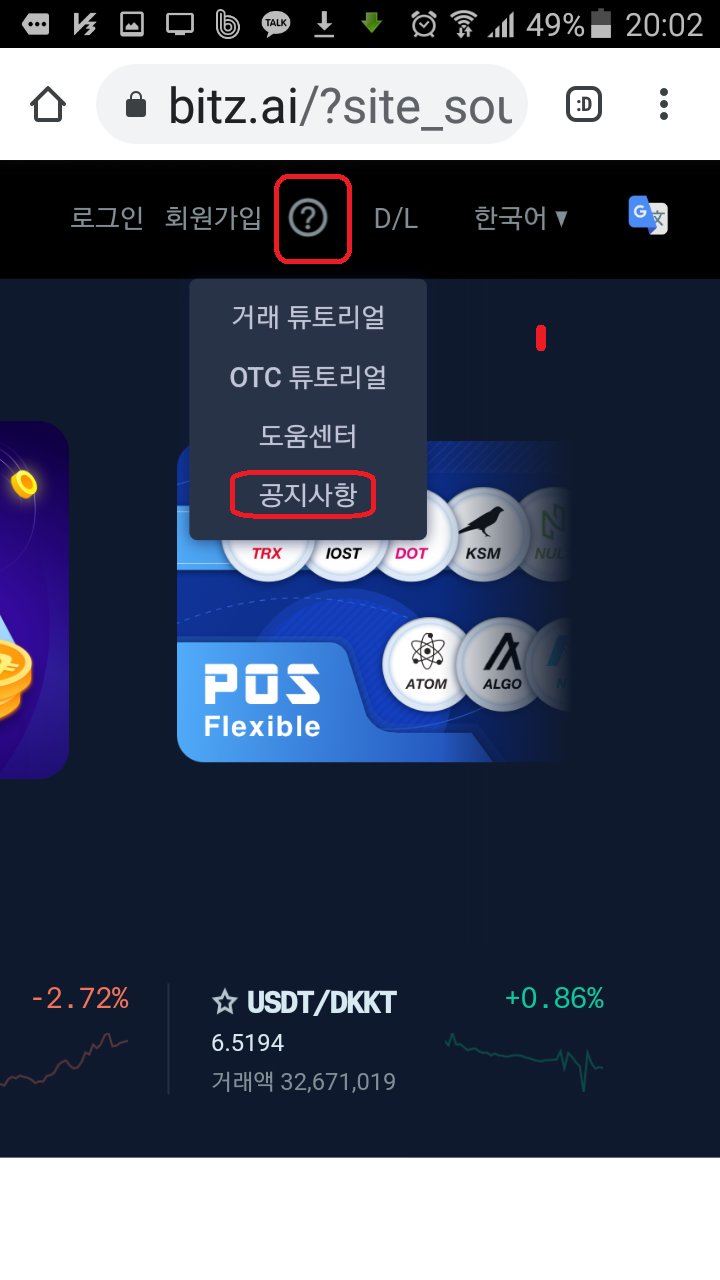 TALK 49% 20:02
bitz.ai/?site_sou :D
로그인 회원가입 ? D/L 한국어 ▼ G 文
거래 튜토리얼
OTC 튜토리얼
도움센터
공지사항
TRX IOST DOT KSM NULS
POS
Flexible
ATOM ALGO
-2.72% USDT/DKKT +0.86%
6.5194
거래액 32,671,019